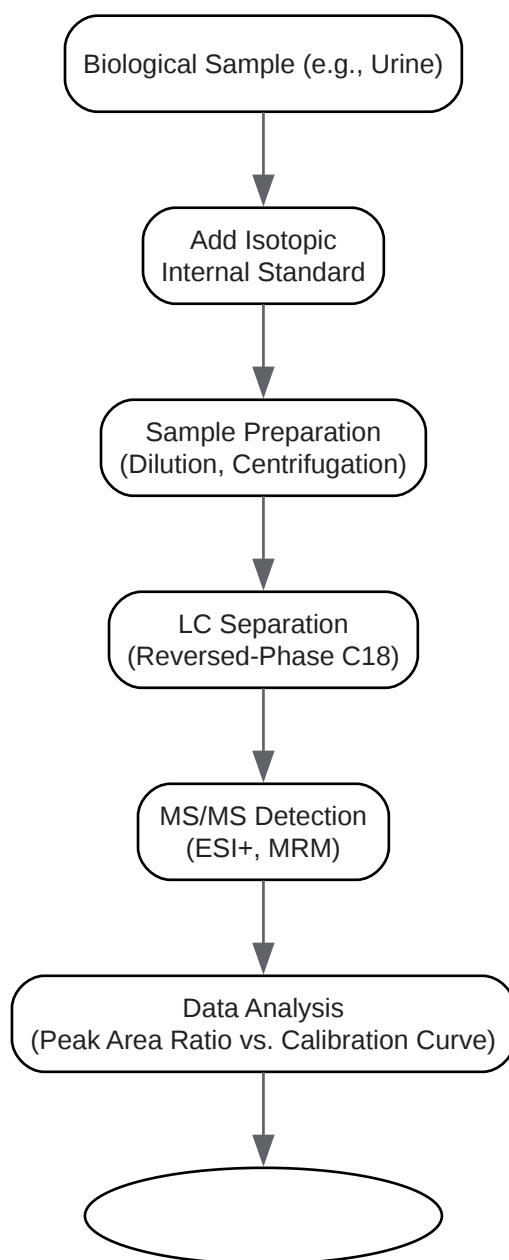 Biological Sample (e.g., Urine)
Add Isotopic
Internal Standard
Sample Preparation
(Dilution, Centrifugation)
LC Separation
(Reversed-Phase C18)
MS/MS Detection
(ESI+, MRM)
Data Analysis
(Peak Area Ratio vs. Calibration Curve)